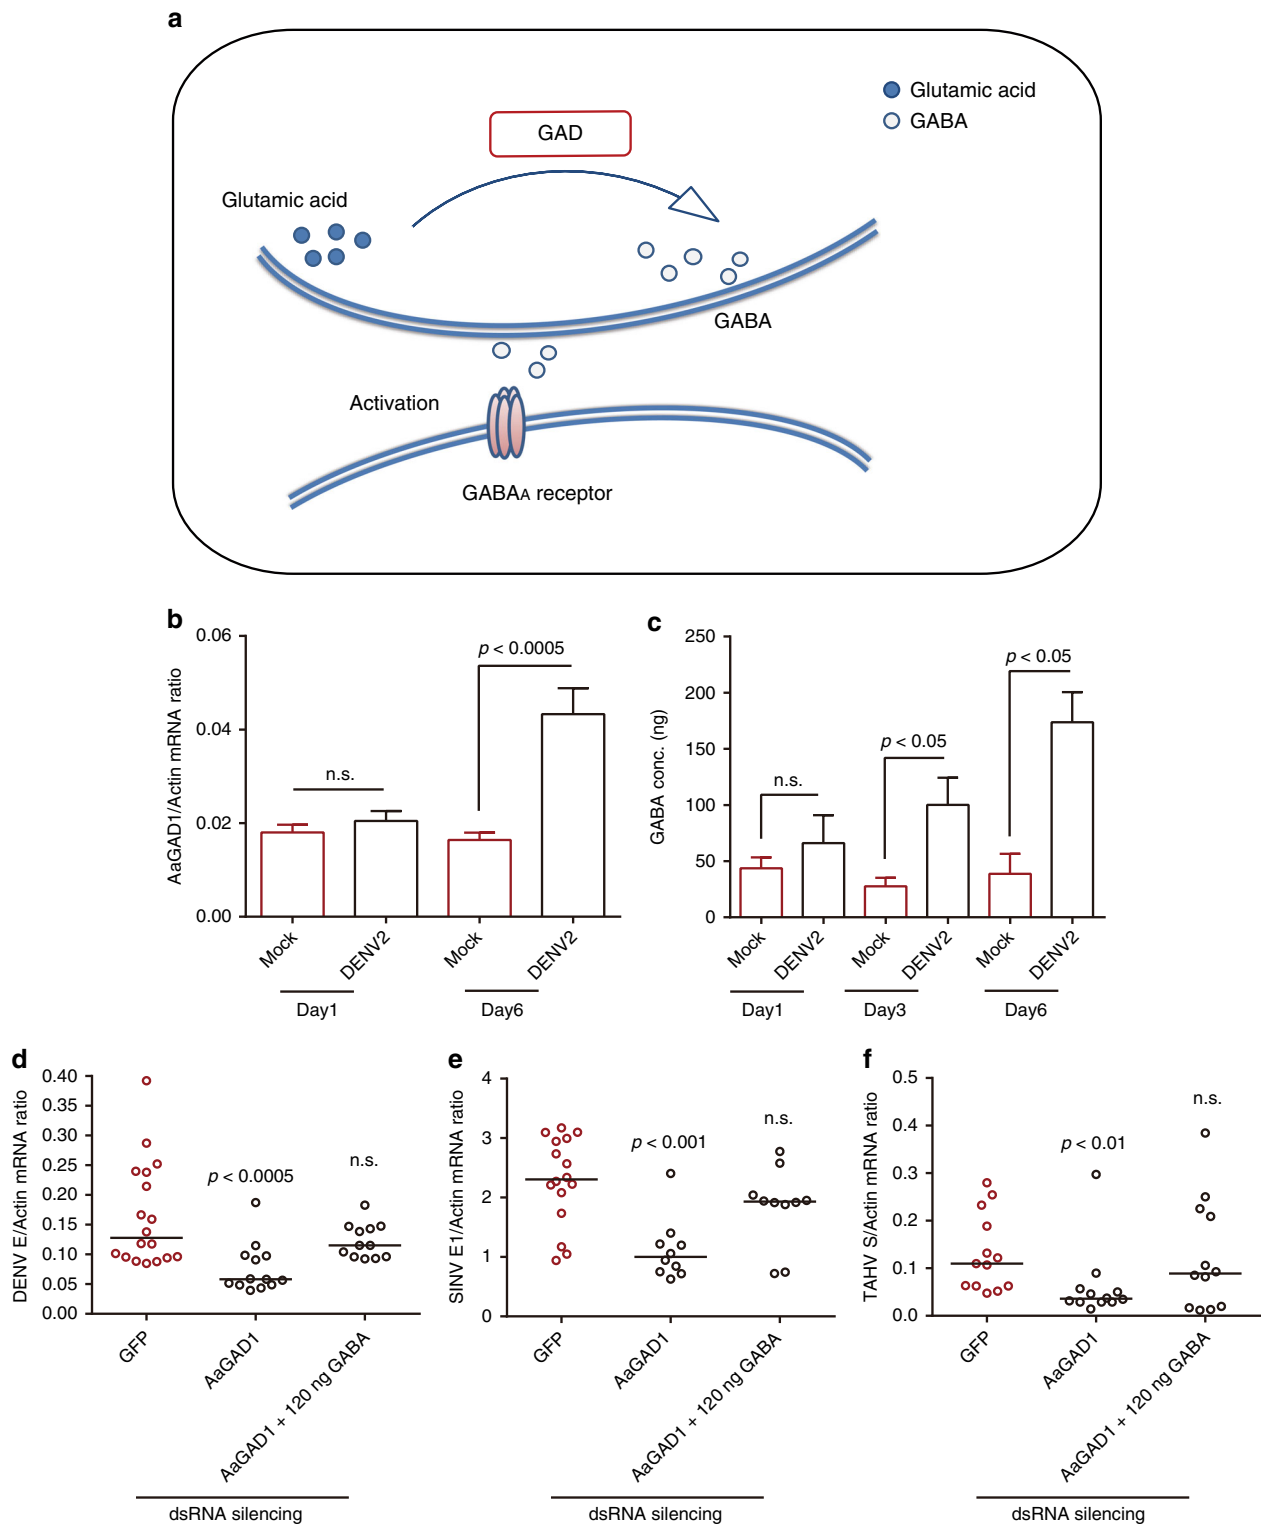 a
Glutamic acid
GABA
GAD
Glutamic acid
GABA
Activation
GABAA receptor
b
AaGAD1/Actin mRNA ratio
0.06
0.04
0.02
0.00
n.s.
p < 0.0005
Mock
DENV2
Mock
DENV2
Day1
Day6
c
GABA conc. (ng)
250
200
150
100
50
0
n.s.
p < 0.05
p < 0.05
Mock
DENV2
Mock
DENV2
Mock
DENV2
Day1
Day3
Day6
d
DENV E/Actin mRNA ratio
0.40
0.35
0.30
0.25
0.20
0.15
0.10
0.05
0.00
p < 0.0005
n.s.
GFP
AaGAD1
AaGAD1 + 120 ng GABA
dsRNA silencing
e
SINV E1/Actin mRNA ratio
4
3
2
1
0
p < 0.001
n.s.
GFP
AaGAD1
AaGAD1 + 120 ng GABA
dsRNA silencing
f
TAHV S/Actin mRNA ratio
0.5
0.4
0.3
0.2
0.1
0.0
p < 0.01
n.s.
GFP
AaGAD1
AaGAD1 + 120 ng GABA
dsRNA silencing